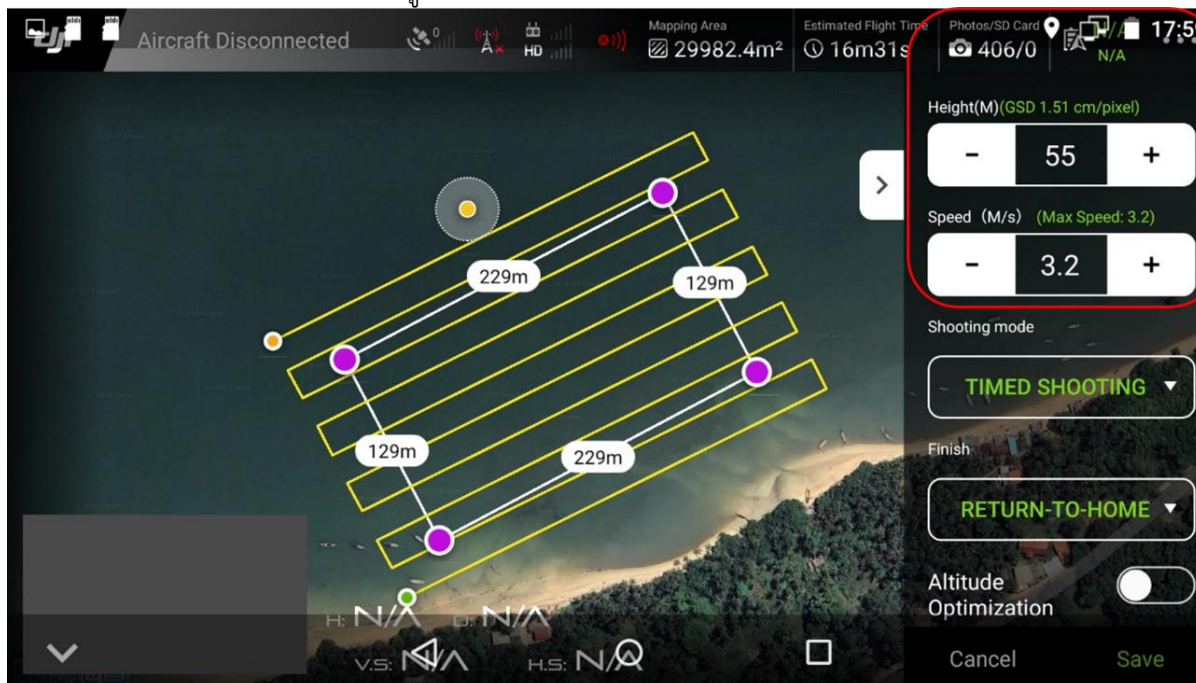 Aircraft Disconnected
0
HD
Mapping Area
29982.4m²
Estimated Flight Time
16m31s
Photos/SD Card
406/0
N/A
17:5
Height(M)(GSD 1.51 cm/pixel)
- 55 +
Speed (M/s) (Max Speed: 3.2)
- 3.2 +
Shooting mode
TIMED SHOOTING
Finish
RETURN-TO-HOME
Altitude
Optimization
Cancel Save
229m
129m
129m
229m
H: N/A D: N/A
V.S: N/A H.S: N/A